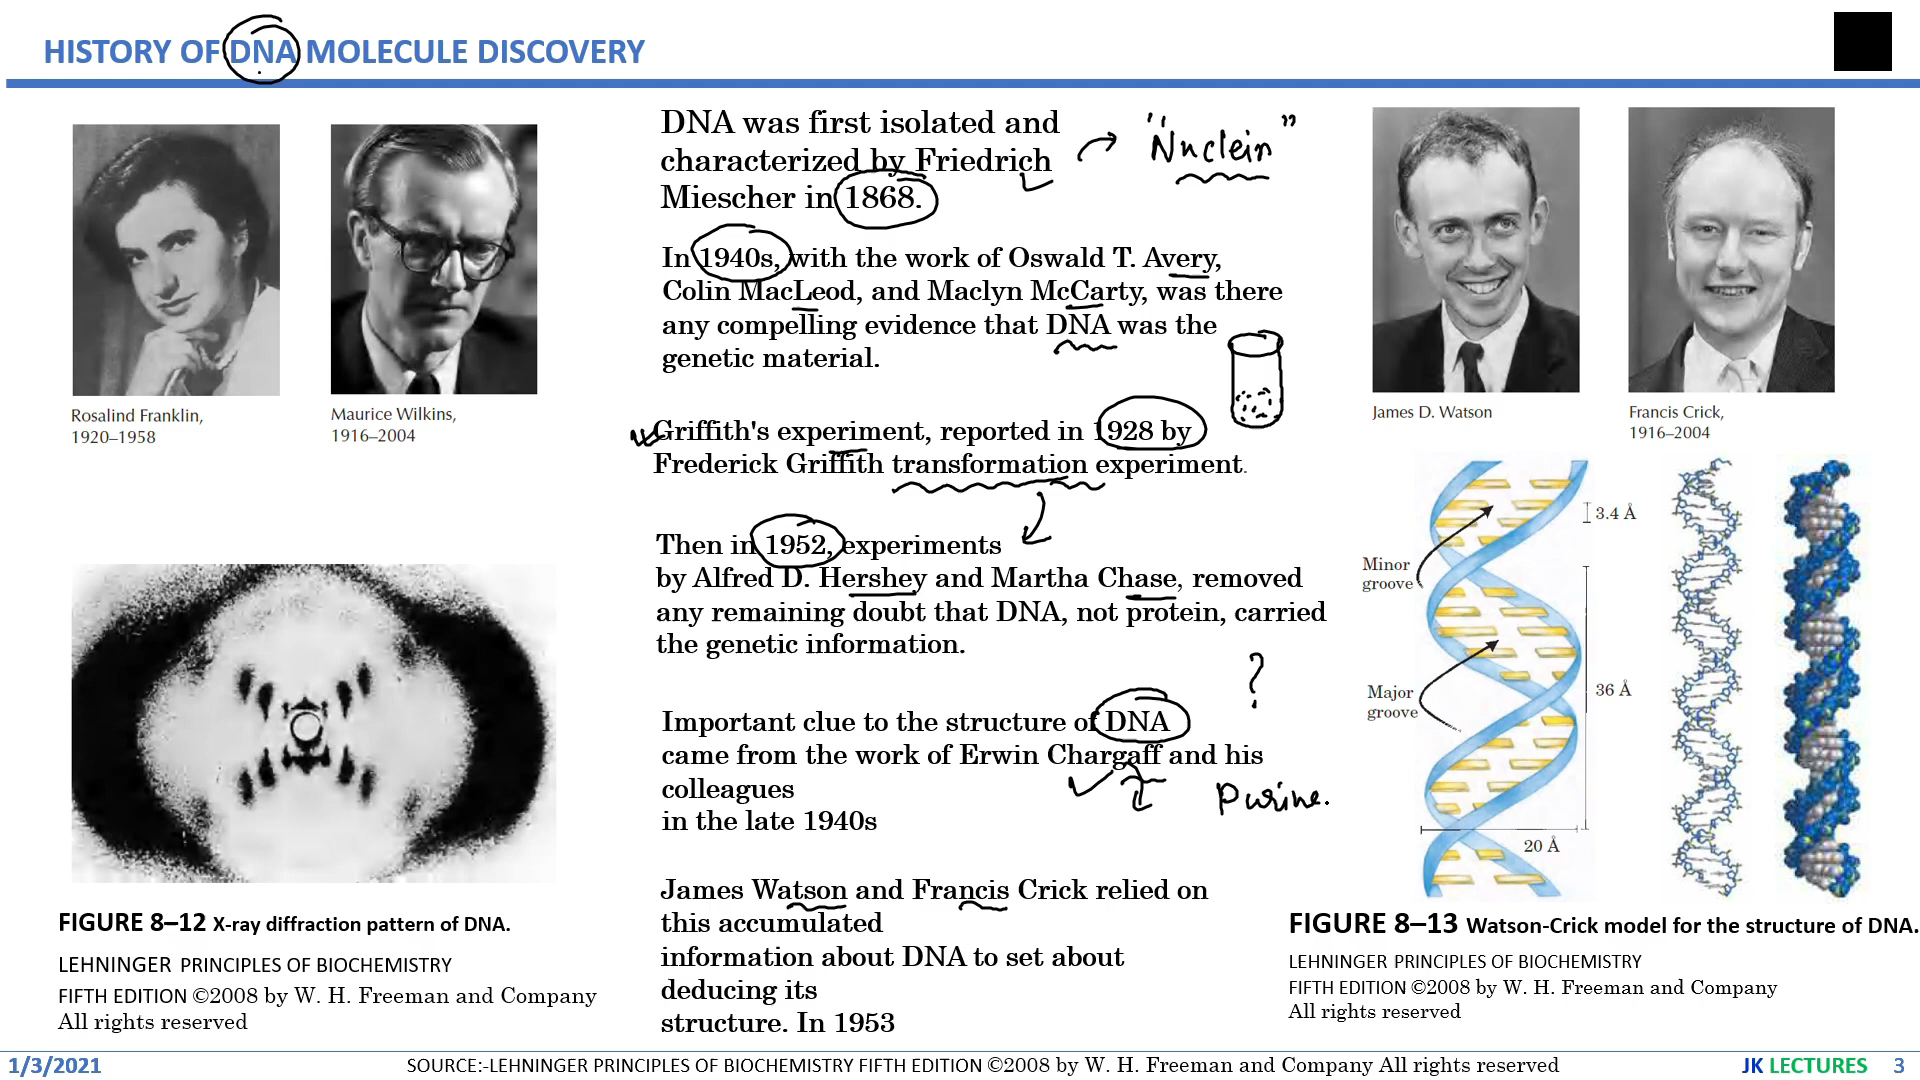 HISTORY OF DNA MOLECULE DISCOVERY
Rosalind Franklin,
1920–1958
Maurice Wilkins,
1916–2004
FIGURE 8–12 X-ray diffraction pattern of DNA.
LEHNINGER PRINCIPLES OF BIOCHEMISTRY
FIFTH EDITION ©2008 by W. H. Freeman and Company
All rights reserved
DNA was first isolated and
characterized by Friedrich
Miescher in 1868.
"Nuclein"
In 1940s, with the work of Oswald T. Avery,
Colin MacLeod, and Maclyn McCarty, was there
any compelling evidence that DNA was the
genetic material.
Griffith's experiment, reported in 1928 by
Frederick Griffith transformation experiment.
Then in 1952, experiments
by Alfred D. Hershey and Martha Chase, removed
any remaining doubt that DNA, not protein, carried
the genetic information.
?
Important clue to the structure of DNA
came from the work of Erwin Chargaff and his
colleagues
in the late 1940s
Purine.
James Watson and Francis Crick relied on
this accumulated
information about DNA to set about
deducing its
structure. In 1953
James D. Watson
Francis Crick,
1916–2004
3.4 Å
Minor
groove
36 Å
Major
groove
20 Å
FIGURE 8–13 Watson-Crick model for the structure of DNA.
LEHNINGER PRINCIPLES OF BIOCHEMISTRY
FIFTH EDITION ©2008 by W. H. Freeman and Company
All rights reserved
1/3/2021
SOURCE:-LEHNINGER PRINCIPLES OF BIOCHEMISTRY FIFTH EDITION ©2008 by W. H. Freeman and Company All rights reserved
JK LECTURES
3